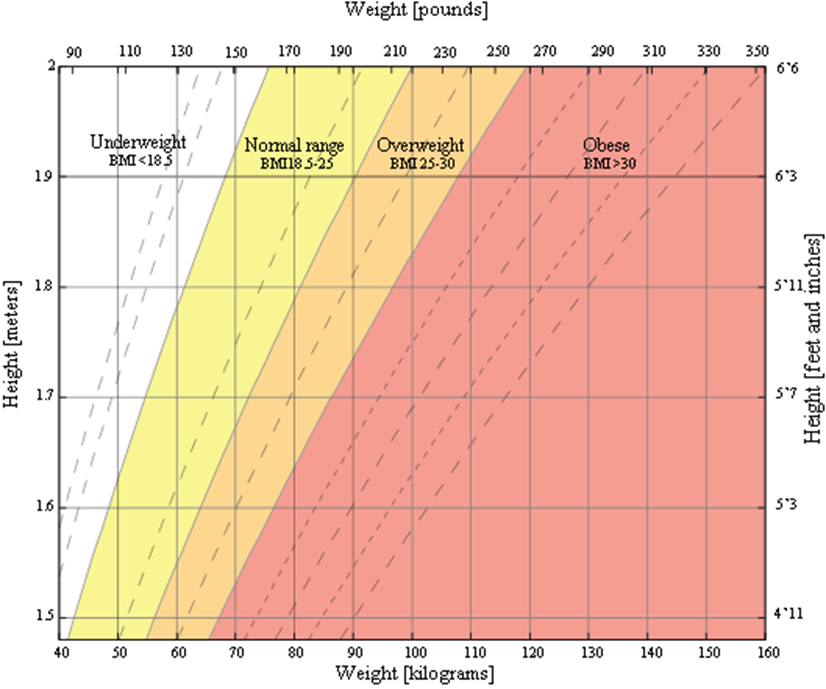 Weight [pounds]
90 110 130 150 170 190 210 230 250 270 290 310 330 350
2 6"6
Underweight Normal range Overweight Obese
BMI <18.5 BMI18.5-25 BMI 25-30 BMI >30
1.9 6"3
1.8 5"11
Height [meters]
Height [feet and inches]
1.7 5"7
1.6 5"3
1.5 4"11
40 50 60 70 80 90 100 110 120 130 140 150 160
Weight [kilograms]